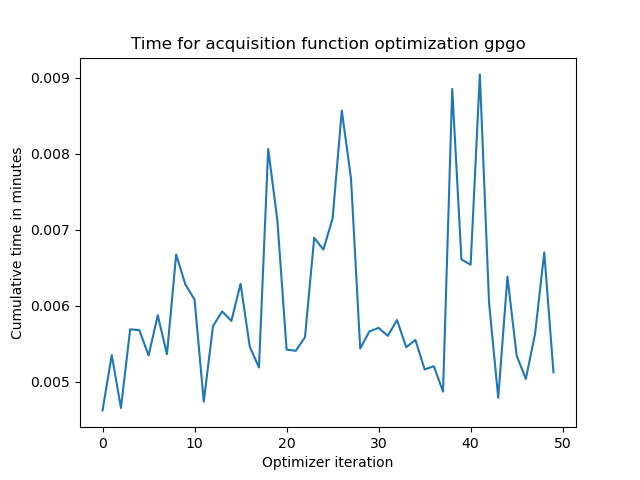 Time for acquisition function optimization gpgo
0.009
0.008
0.007
0.006
0.005
Cumulative time in minutes
0 10 20 30 40 50
Optimizer iteration